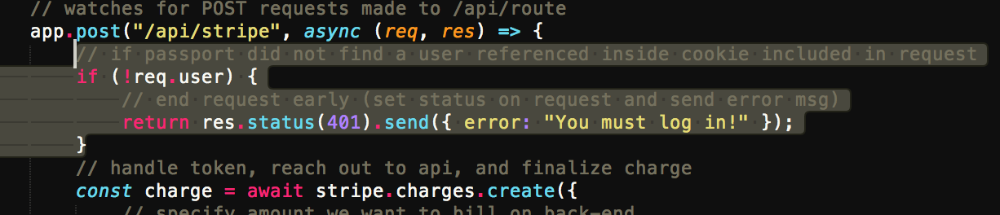 // watches for POST requests made to /api/route
app.post("/api/stripe", async (req, res) => {
// if passport did not find a user referenced inside cookie included in request
if (!req.user) {
// end request early (set status on request and send error msg)
return res.status(401).send({ error: "You must log in!" });
}
// handle token, reach out to api, and finalize charge
const charge = await stripe.charges.create({
// specify amount we want to bill on back-end